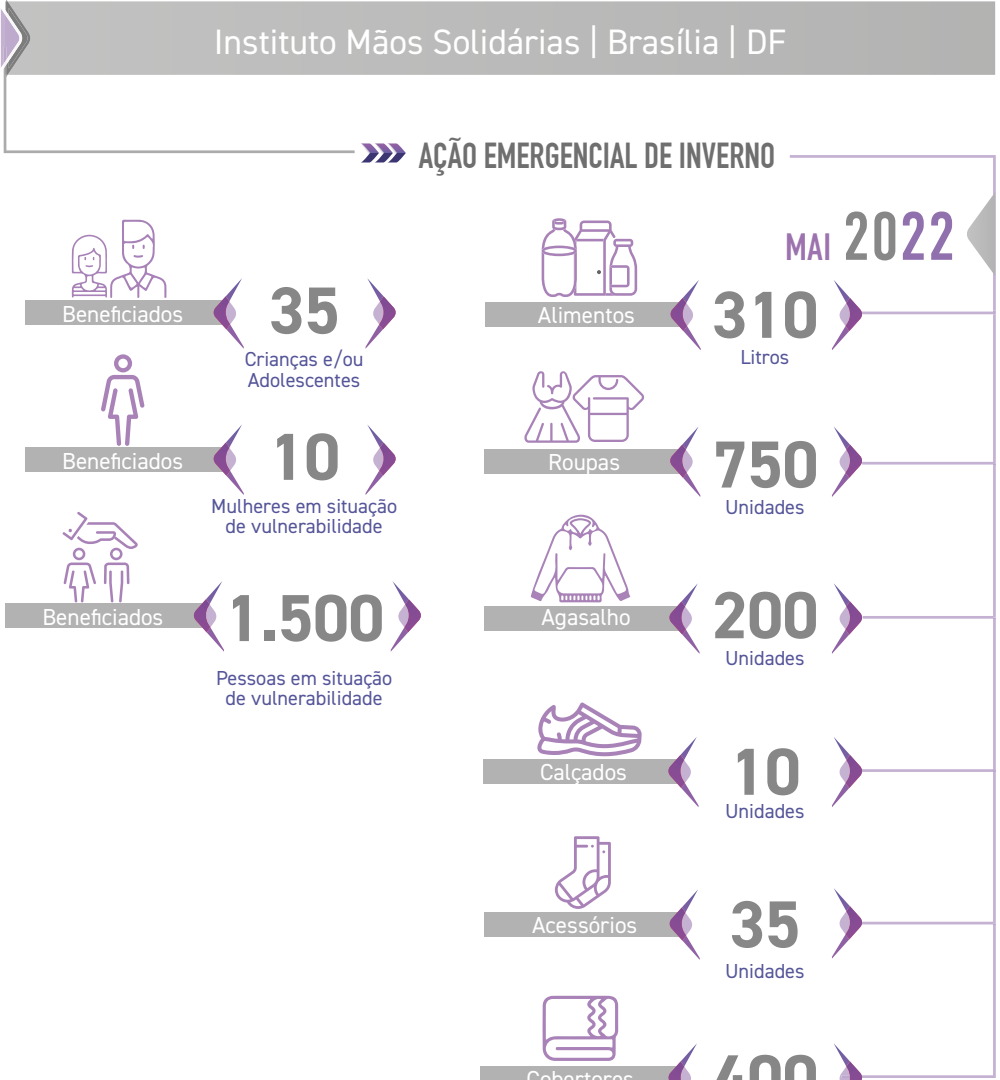 Instituto Mãos Solidárias | Brasília | DF
AÇÃO EMERGENCIAL DE INVERNO
MAI 2022
Beneficiados
35
Crianças e/ou
Adolescentes
Beneficiados
10
Mulheres em situação
de vulnerabilidade
Beneficiados
1.500
Pessoas em situação
de vulnerabilidade
Alimentos
310
Litros
Roupas
750
Unidades
Agasalho
200
Unidades
Calçados
10
Unidades
Acessórios
35
Unidades
Cobertores
400